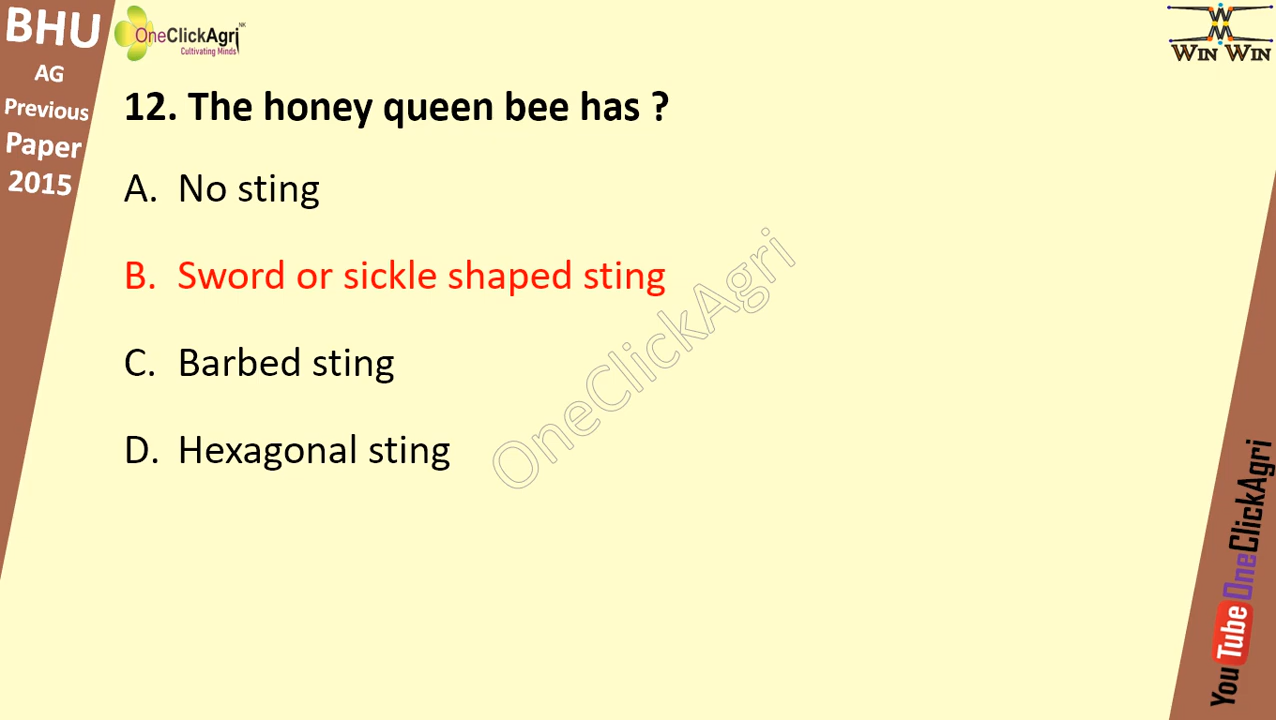 BHU
AG
Previous
Paper
2015
OneClickAgri NK
Cultivating Minds
WIN WIN
12. The honey queen bee has ?
A. No sting
B. Sword or sickle shaped sting
C. Barbed sting
D. Hexagonal sting
OneClickAgri
YouTube OneClickAgri